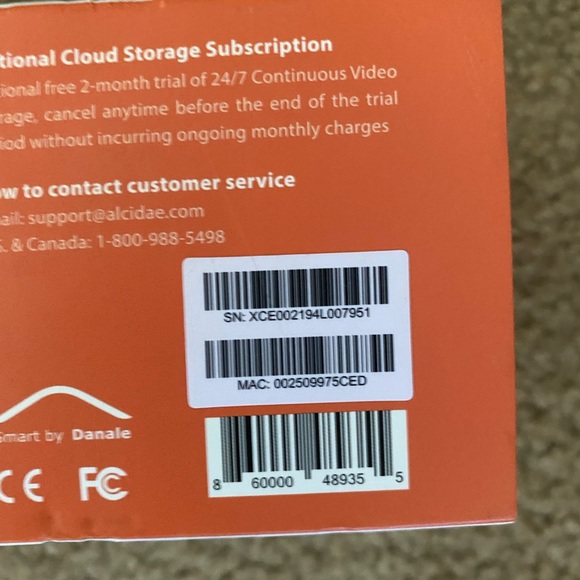 tional Cloud Storage Subscription
ional free 2-month trial of 24/7 Continuous Video
rage, cancel anytime before the end of the trial
iod without incurring ongoing monthly charges
ow to contact customer service
ail: support@alcidae.com
S. & Canada: 1-800-988-5498
SN: XCE002194L007951
MAC: 002509975CED
Smart by Danale
CE FC
8 60000 48935 5